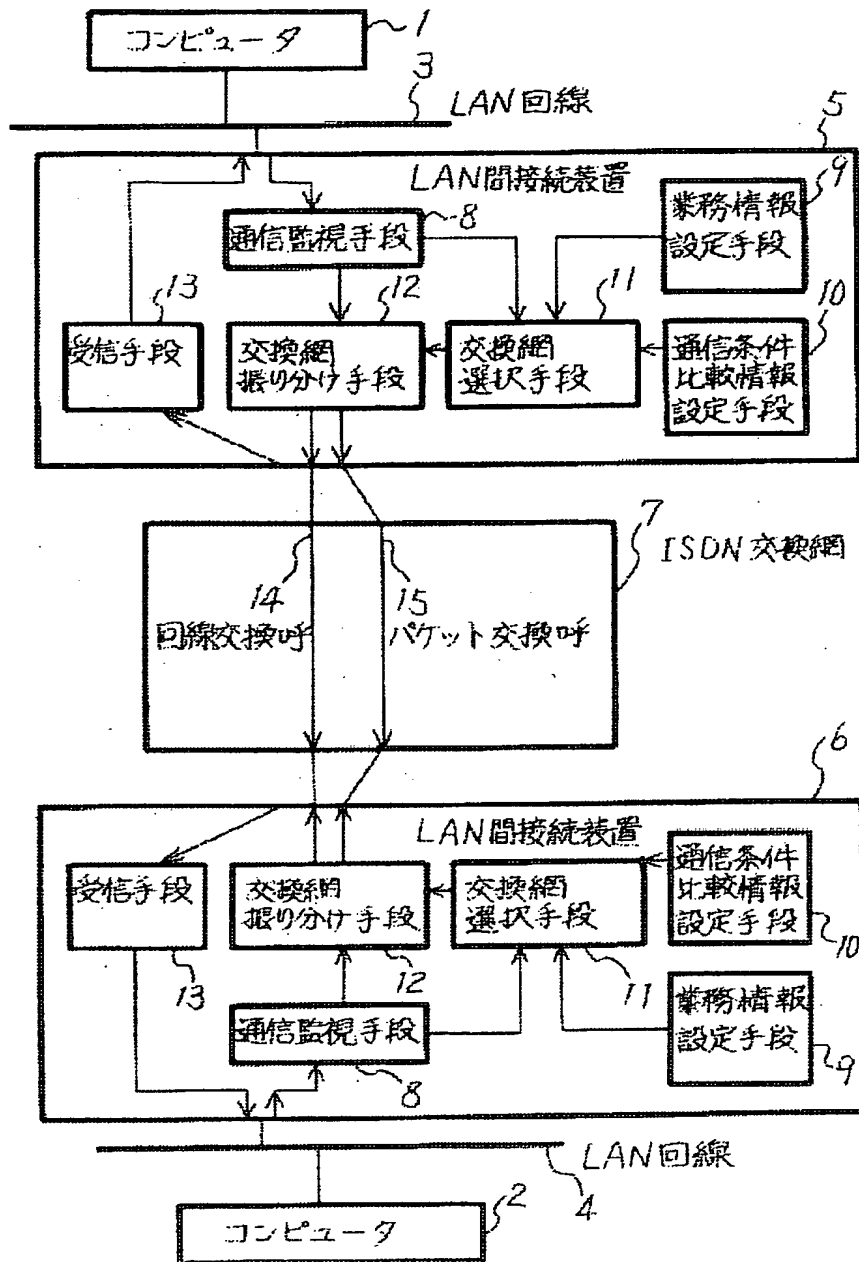 コンピュータ
1
3
LAN回線
5
LAN間接続装置
9
業務情報
設定手段
8
通信監視手段
13
12
11
10
受信手段
交換網
振り分け手段
交換網
選択手段
通信条件
比較情報
設定手段
7
ISDN交換網
14
15
回線交換呼
パケット交換呼
6
LAN間接続装置
受信手段
交換網
振り分け手段
交換網
選択手段
通信条件
比較情報
設定手段
10
13
12
11
業務情報
設定手段
9
通信監視手段
8
LAN回線
4
2
コンピュータ